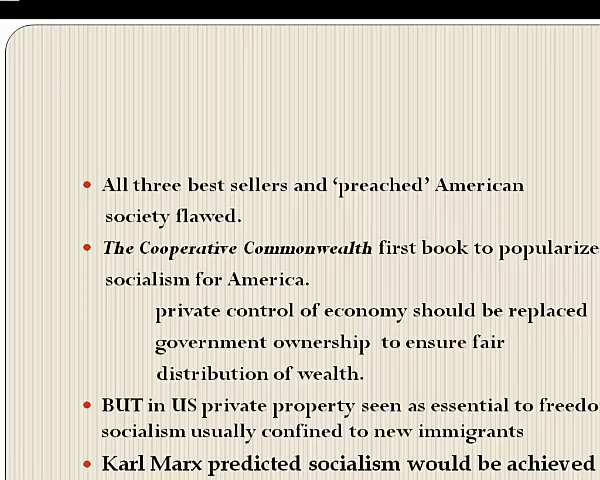 All three best sellers and ‘preached’ American
society flawed.
The Cooperative Commonwealth first book to popularize
socialism for America.
private control of economy should be replaced
government ownership to ensure fair
distribution of wealth.
BUT in US private property seen as essential to freedo
socialism usually confined to new immigrants
Karl Marx predicted socialism would be achieved